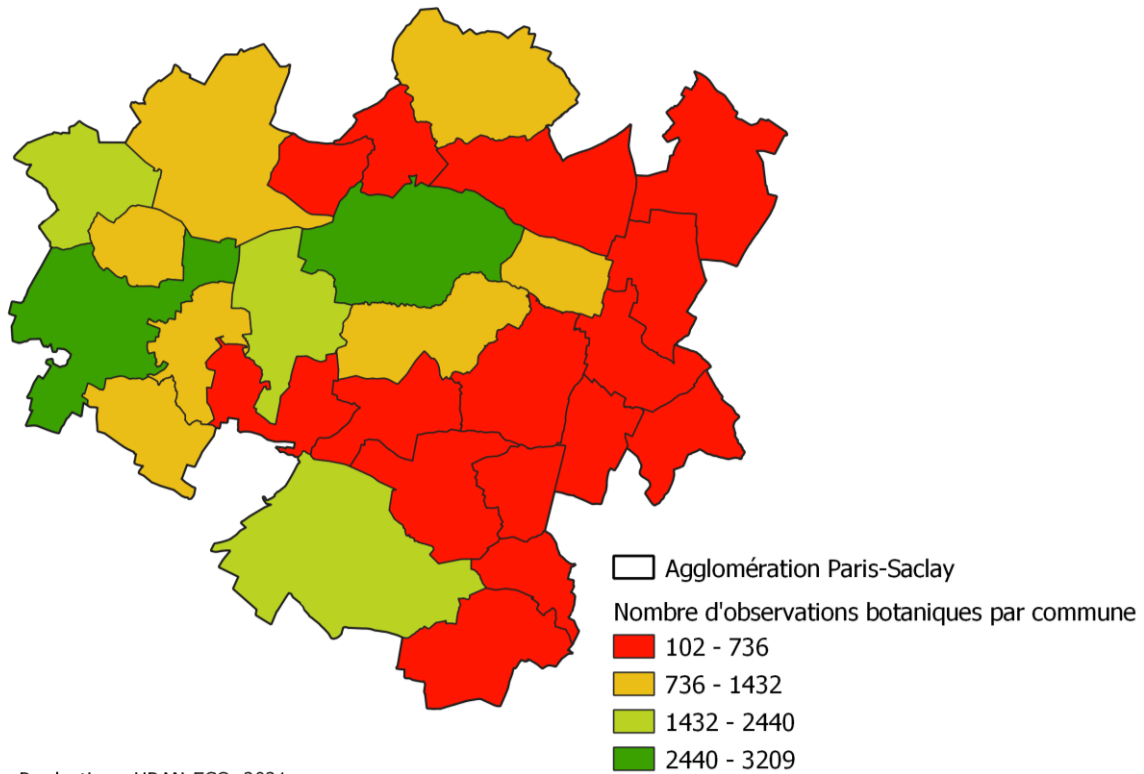 Agglomération Paris-Saclay
Nombre d'observations botaniques par commune
102 - 736
736 - 1432
1432 - 2440
2440 - 3209